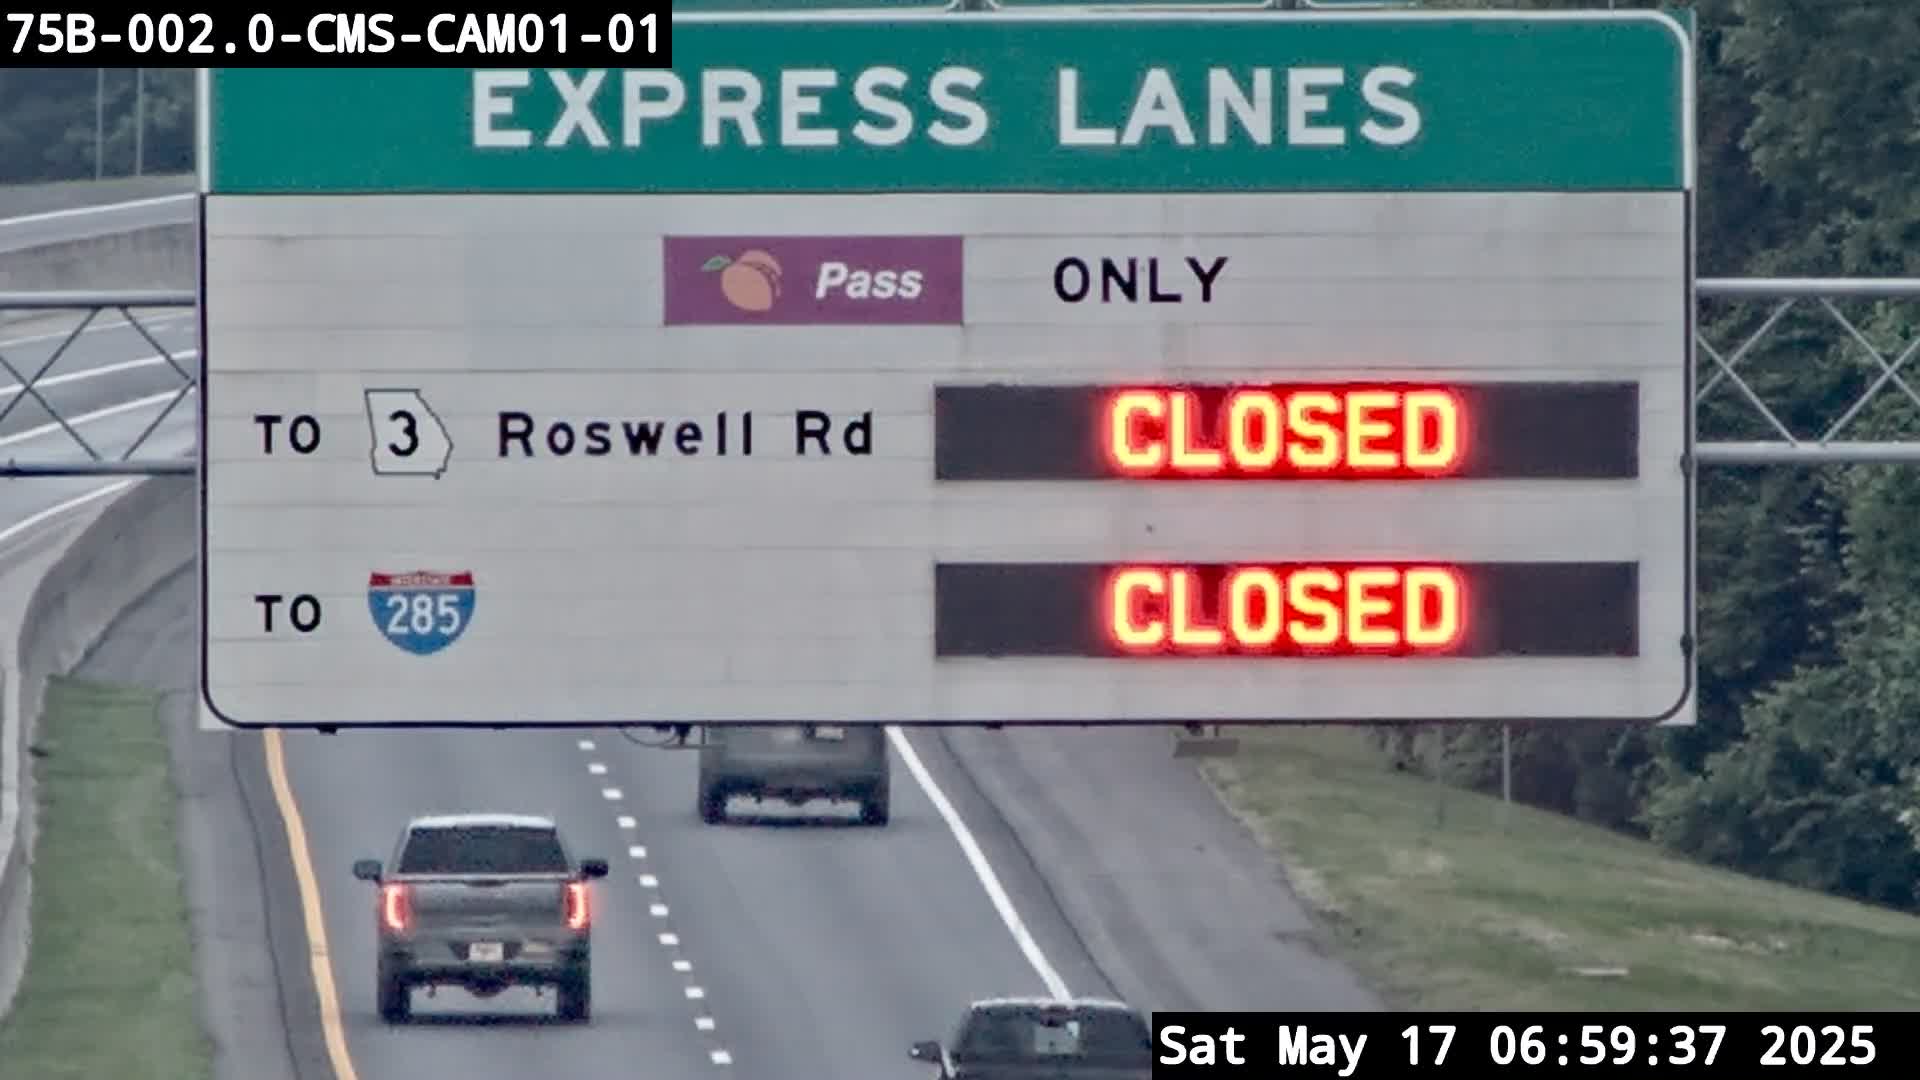 75B-002.0-CMS-CAM01-01
EXPRESS LANES
Pass ONLY
TO 3 Roswell Rd CLOSED
TO 285 CLOSED
Sat May 17 06:59:37 2025